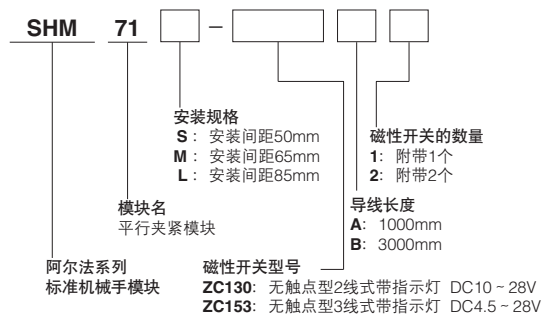 SHM 71 –
安装规格
S：安装间距50mm
M：安装间距65mm
L：安装间距85mm
磁性开关的数量
1：附带1个
2：附带2个
模块名
平行夹紧模块
导线长度
A：1000mm
B：3000mm
阿尔法系列
标准机械手模块
磁性开关型号
ZC130：无触点型2线式带指示灯 DC10～28V
ZC153：无触点型3线式带指示灯 DC4.5～28V